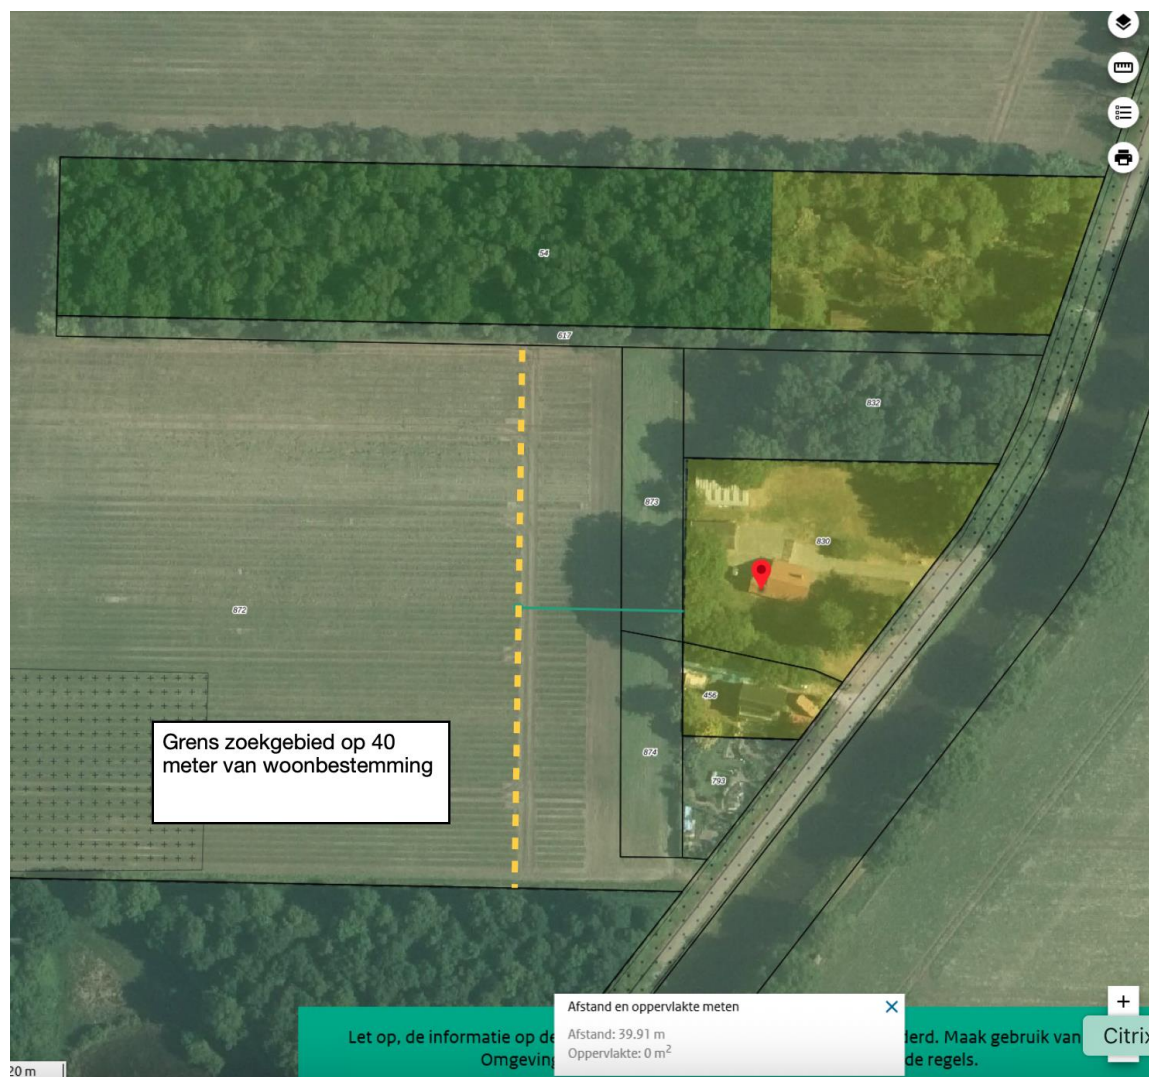 54
617
832
873
830
872
456
Grens zoekgebied op 40
meter van woonbestemming
874
793
Afstand en oppervlakte meten
Let op, de informatie op de
Afstand: 39.91 m
derd. Maak gebruik van
Citrix
Omgeving
Oppervlakte: 0 m²
de regels.
20 m